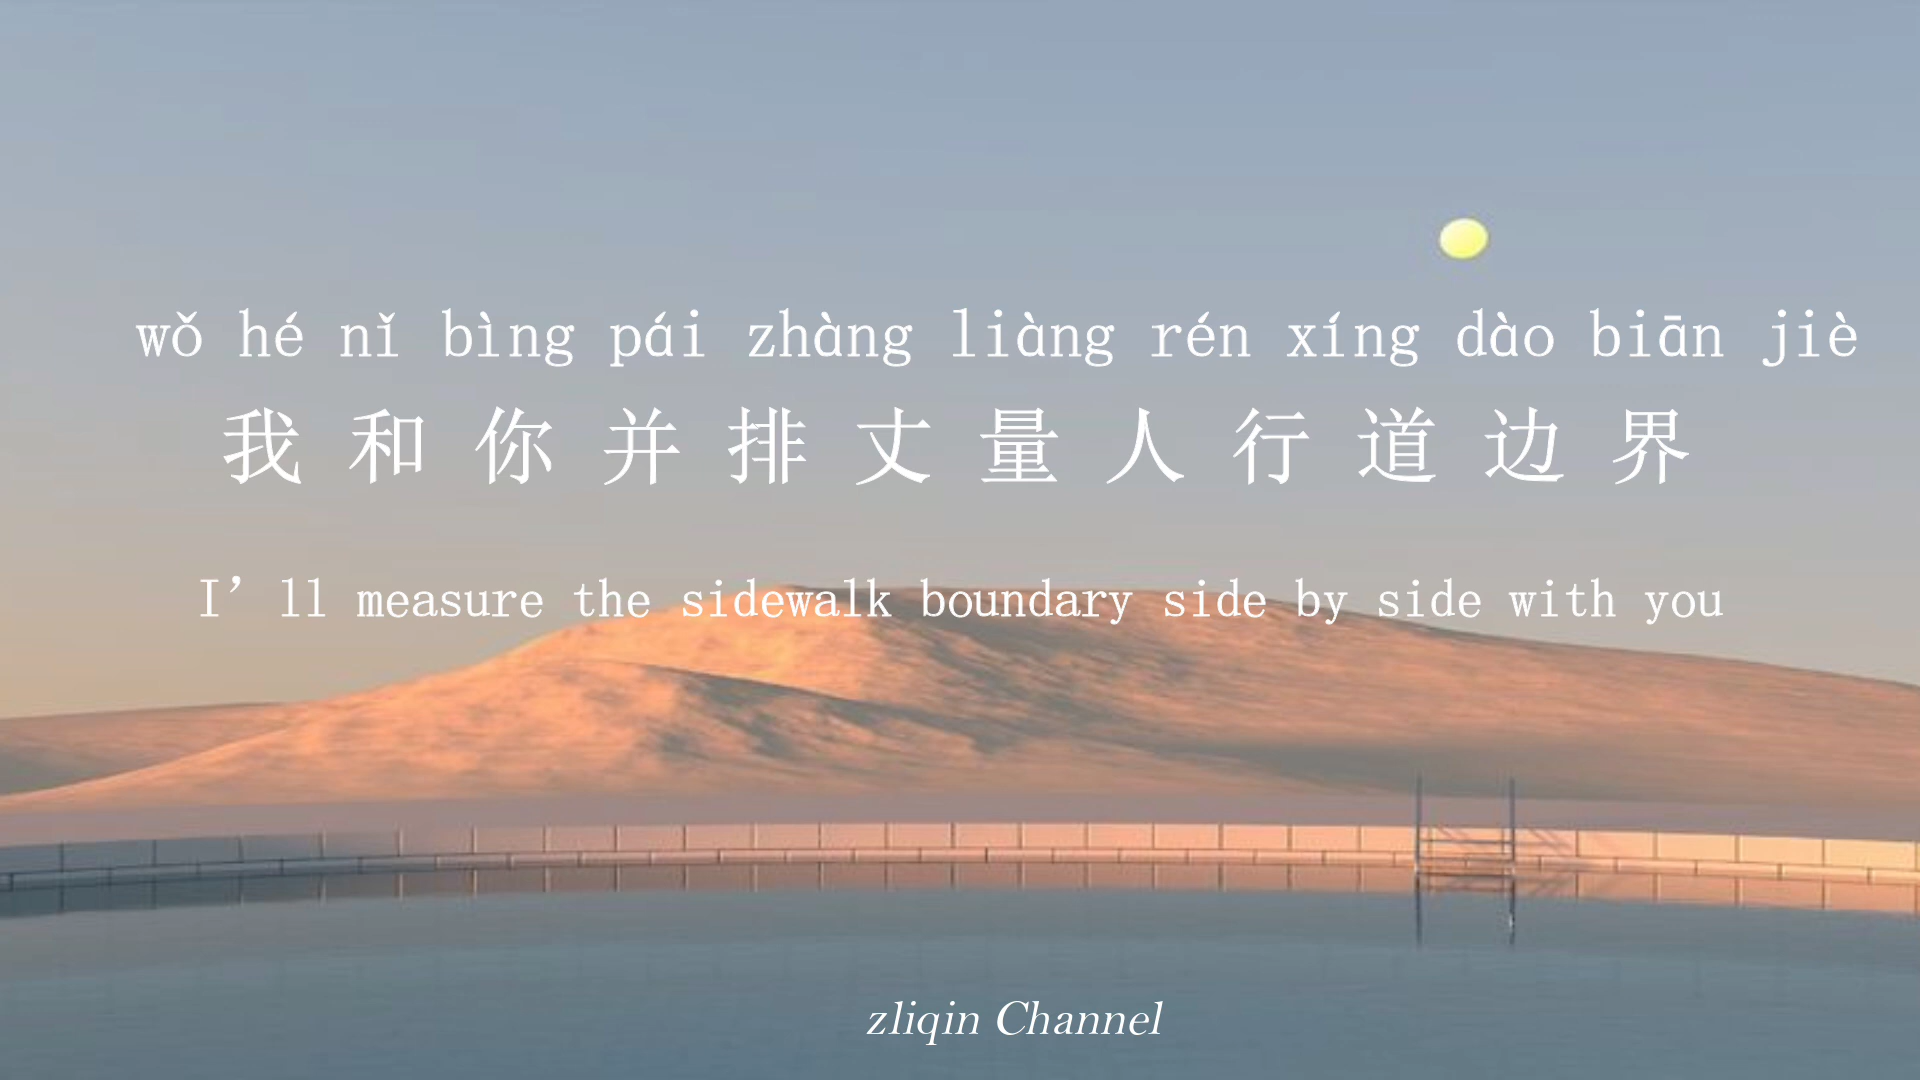 wǒ hé nǐ bìng pái zhàng liàng rén xíng dào biān jiè
我和你并排丈量人行道边界
I'll measure the sidewalk boundary side by side with you
zliqin Channel